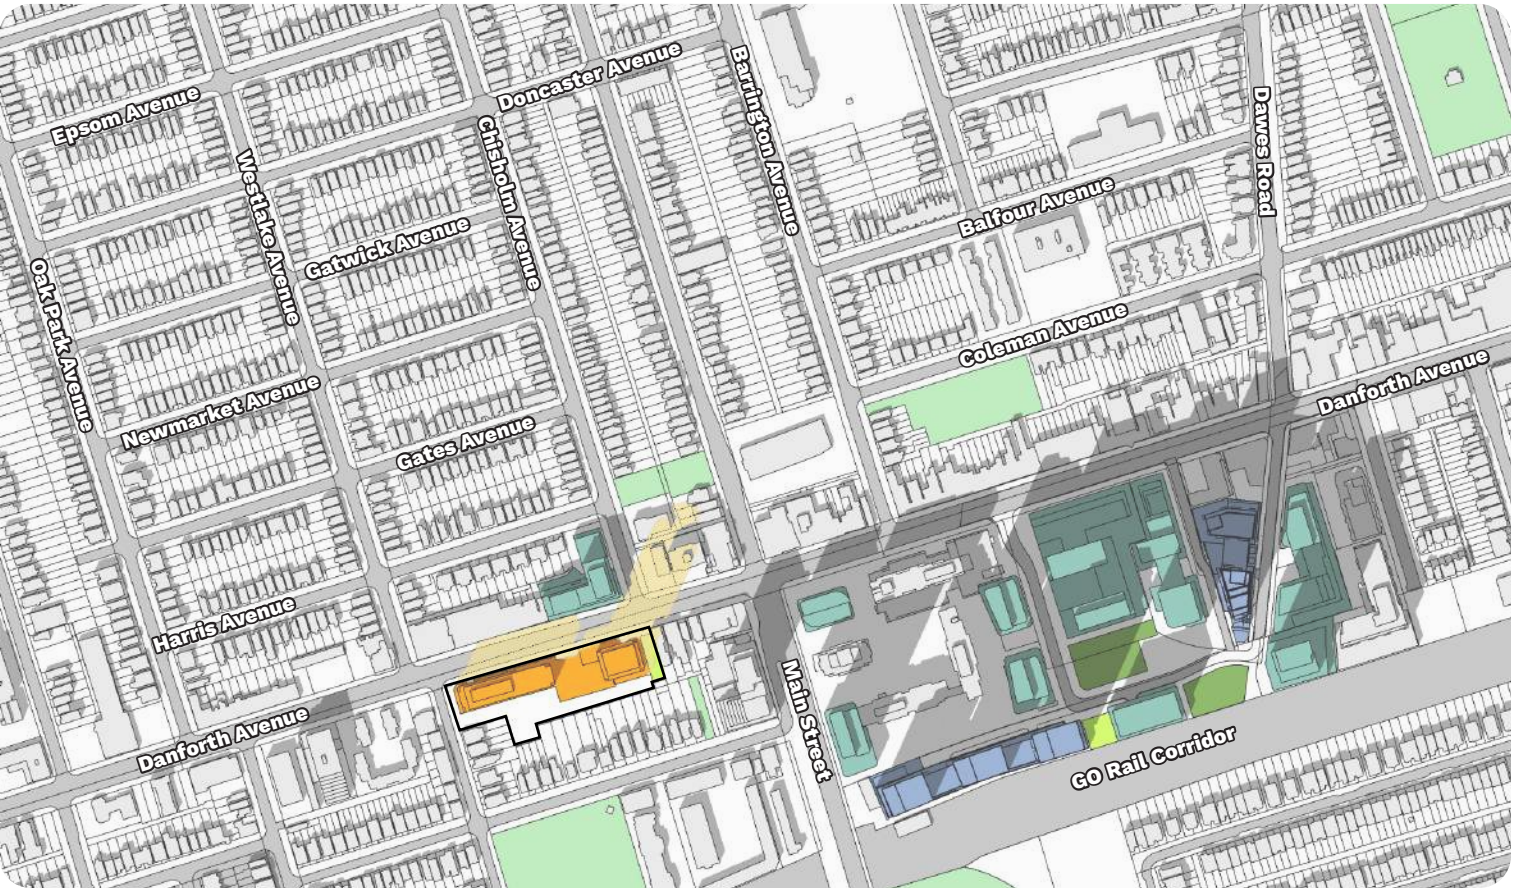 Doncaster Avenue
Epsom Avenue
Barrington Avenue
Dawes Road
Chisholm Avenue
Westlake Avenue
Balfour Avenue
Gatwick Avenue
Oak Park Avenue
Coleman Avenue
Danforth Avenue
Newmarket Avenue
Gates Avenue
Harris Avenue
Danforth Avenue
Main Street
GO Rail Corridor